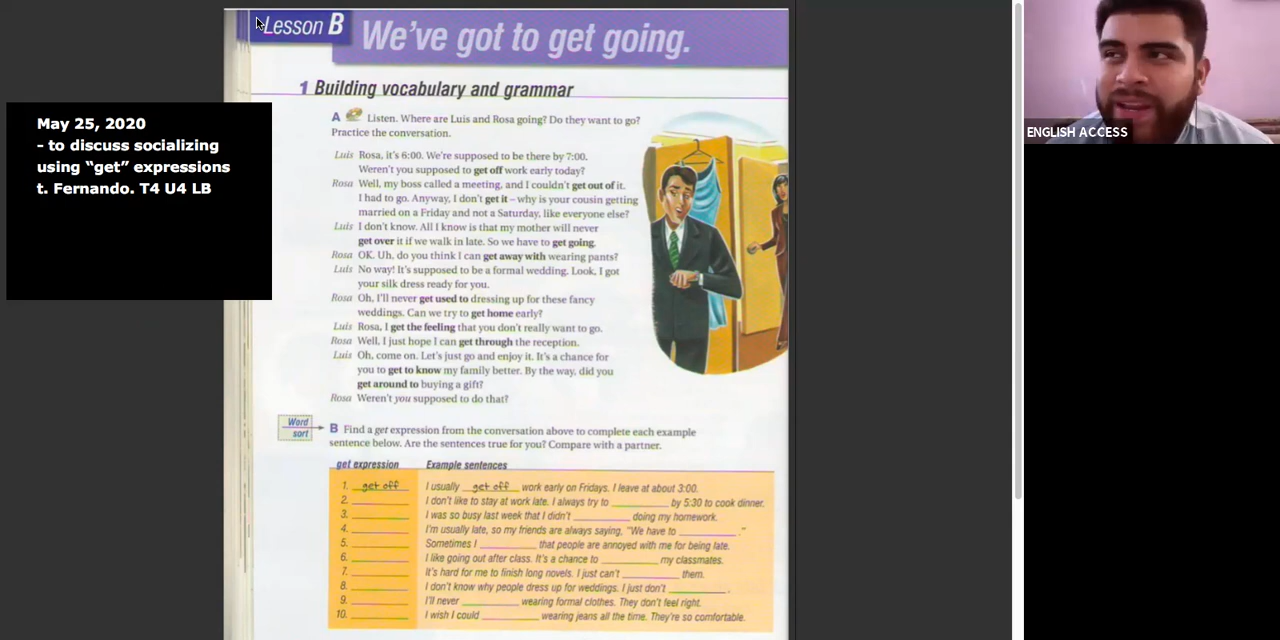 Lesson B
We've got to get going.
1 Building vocabulary and grammar
May 25, 2020
- to discuss socializing
using “get” expressions
t. Fernando. T4 U4 LB
ENGLISH ACCESS
A Listen. Where are Luis and Rosa going? Do they want to go?
Practice the conversation.
Luis Rosa, it's 6:00. We're supposed to be there by 7:00.
Weren't you supposed to get off work early today?
Rosa Well, my boss called a meeting, and I couldn't get out of it.
I had to go. Anyway, I don't get it – why is your cousin getting
married on a Friday and not a Saturday, like everyone else?
Luis I don't know. All I know is that my mother will never
get over it if we walk in late. So we have to get going.
Rosa OK. Uh, do you think I can get away with wearing pants?
Luis No way! It's supposed to be a formal wedding. Look, I got
your silk dress ready for you.
Rosa Oh, I'll never get used to dressing up for these fancy
weddings. Can we try to get home early?
Luis Rosa, I get the feeling that you don't really want to go.
Rosa Well, I just hope I can get through the reception.
Luis Oh, come on. Let's just go and enjoy it. It's a chance for
you to get to know my family better. By the way, did you
get around to buying a gift?
Rosa Weren't you supposed to do that?
Word
sort
B Find a get expression from the conversation above to complete each example
sentence below. Are the sentences true for you? Compare with a partner.
get expression Example sentences
1. get off I usually get off work early on Fridays. I leave at about 3:00.
2. I don't like to stay at work late. I always try to by 5:30 to cook dinner.
3. I was so busy last week that I didn't doing my homework.
4. I'm usually late, so my friends are always saying, "We have to ."
5. Sometimes I that people are annoyed with me for being late.
6. I like going out after class. It's a chance to my classmates.
7. It's hard for me to finish long novels. I just can't them.
8. I don't know why people dress up for weddings. I just don't .
9. I'll never wearing formal clothes. They don't feel right.
10. I wish I could wearing jeans all the time. They're so comfortable.